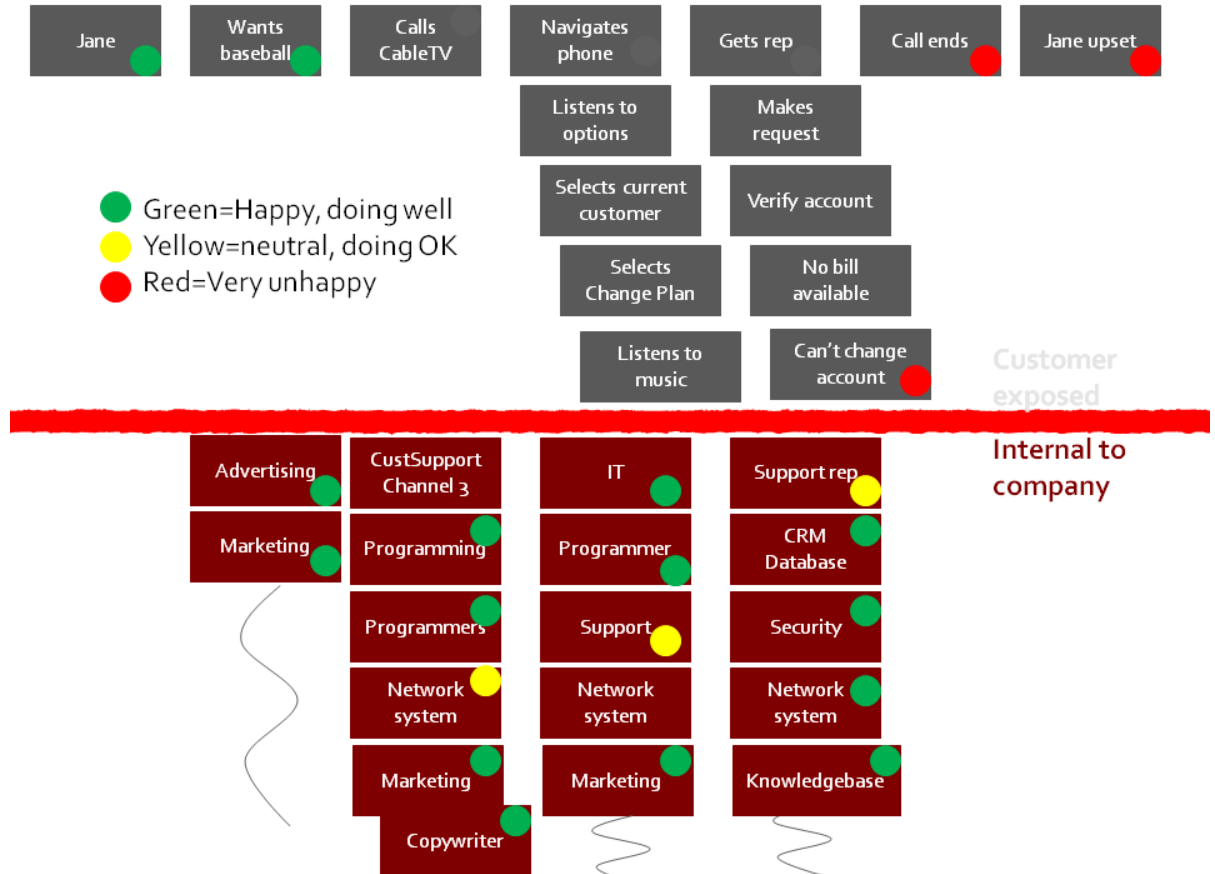 Jane
Wants
baseball
Calls
CableTV
Navigates
phone
Gets rep
Call ends
Jane upset
Listens to
options
Makes
request
Selects current
customer
Verify account
Selects
Change Plan
No bill
available
Listens to
music
Can't change
account
Green=Happy, doing well
Yellow=neutral, doing OK
Red=Very unhappy
Customer
exposed
Internal to
company
Advertising
Marketing
CustSupport
Channel 3
Programming
Programmers
Network
system
Marketing
Copywriter
IT
Programmer
Support
Network
system
Marketing
Support rep
CRM
Database
Security
Network
system
Knowledgebase